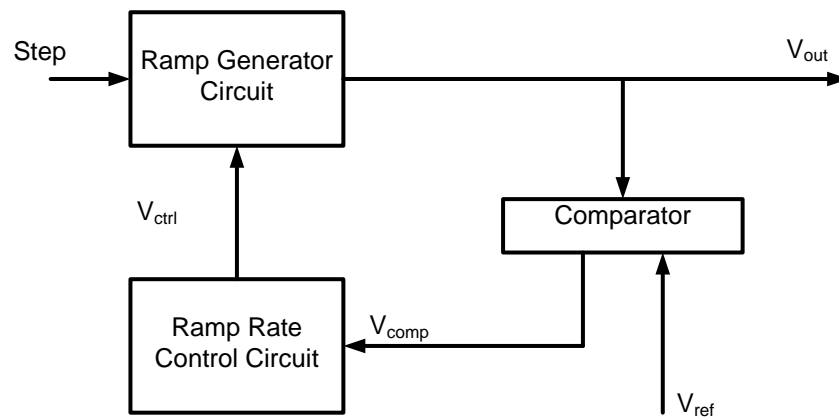 Step
Ramp Generator
Circuit
Vout
Vctrl
Comparator
Ramp Rate
Control Circuit
Vcomp
Vref